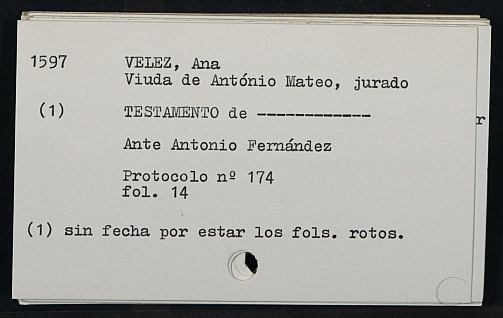 1597 VELEZ, Ana
Viuda de António Mateo, jurado
(1) TESTAMENTO de ------------
Ante Antonio Fernández
Protocolo nº 174
fol. 14
(1) sin fecha por estar los fols. rotos.
r